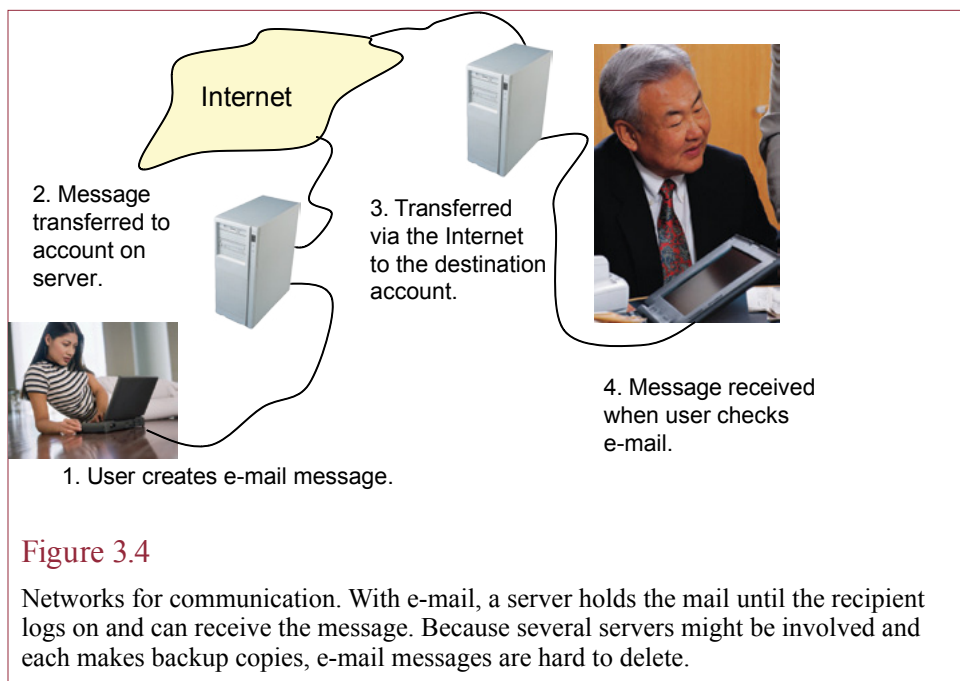 Internet
2. Message
transferred to
account on
server.
3. Transferred
via the Internet
to the destination
account.
4. Message received
when user checks
e-mail.
1. User creates e-mail message.
Figure 3.4
Networks for communication. With e-mail, a server holds the mail until the recipient
logs on and can receive the message. Because several servers might be involved and
each makes backup copies, e-mail messages are hard to delete.